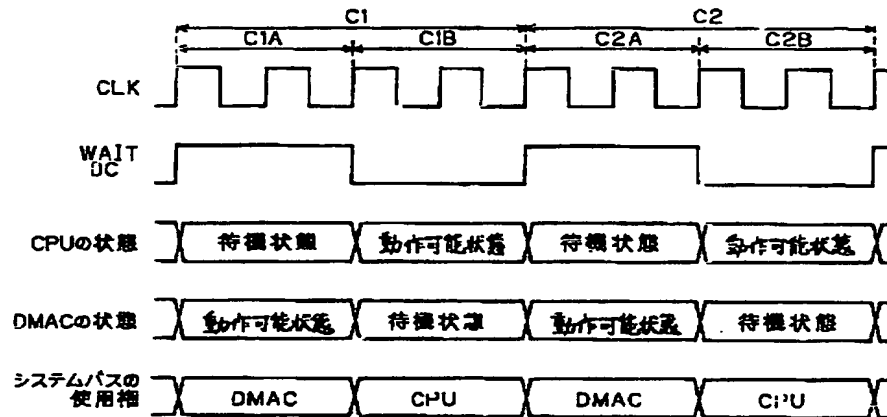 C1 C2
C1A C1B C2A C2B
CLK
WAIT
DC
CPUの状態 待機状態 動作可能状態 待機状態 動作可能状態
DMACの状態 動作可能状態 待機状態 動作可能状態 待機状態
システムバスの
使用権 DMAC CPU DMAC CPU